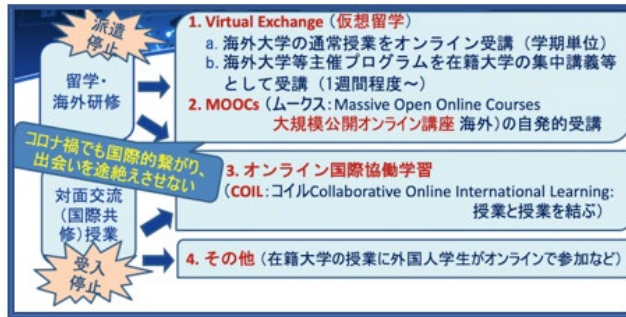 派遣
停止
留学・
海外研修
コロナ禍でも国際的繋がり、
出会いを途絶えさせない
対面交流
(国際共
修)授業
受入
停止
1. Virtual Exchange (仮想留学)
a. 海外大学の通常授業をオンライン受講(学期単位)
b. 海外大学等主催プログラムを在籍大学の集中講義等
として受講(1週間程度～)
2. MOOCs (ムークス:Massive Open Online Courses
大規模公開オンライン講座 海外)の自発的受講
3. オンライン国際協働学習
(COIL:コイルCollaborative Online International Learning:
授業と授業を結ぶ)
4. その他 (在籍大学の授業に外国人学生がオンラインで参加など)